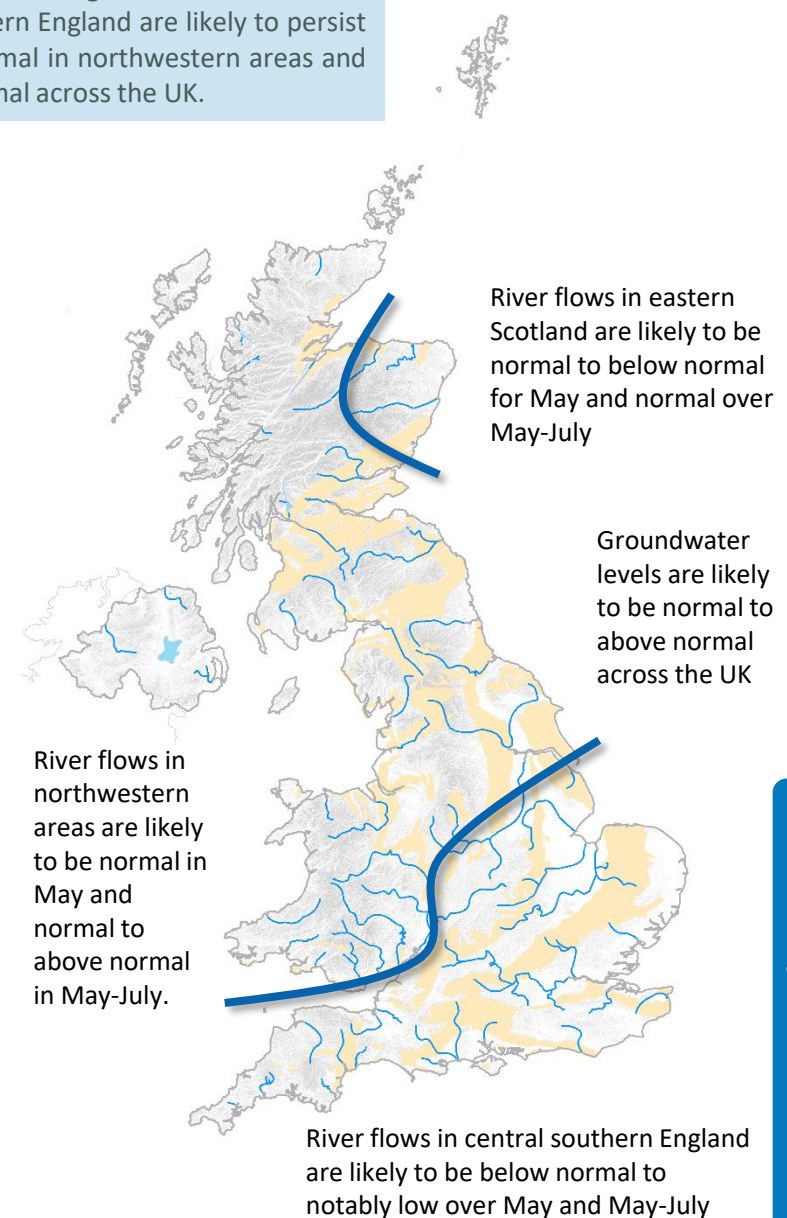 ern England are likely to persist
mal in northwestern areas and
nal across the UK.
River flows in eastern
Scotland are likely to be
normal to below normal
for May and normal over
May-July
Groundwater
levels are likely
to be normal to
above normal
across the UK
River flows in
northwestern
areas are likely
to be normal in
May and
normal to
above normal
in May-July.
River flows in central southern England
are likely to be below normal to
notably low over May and May-July